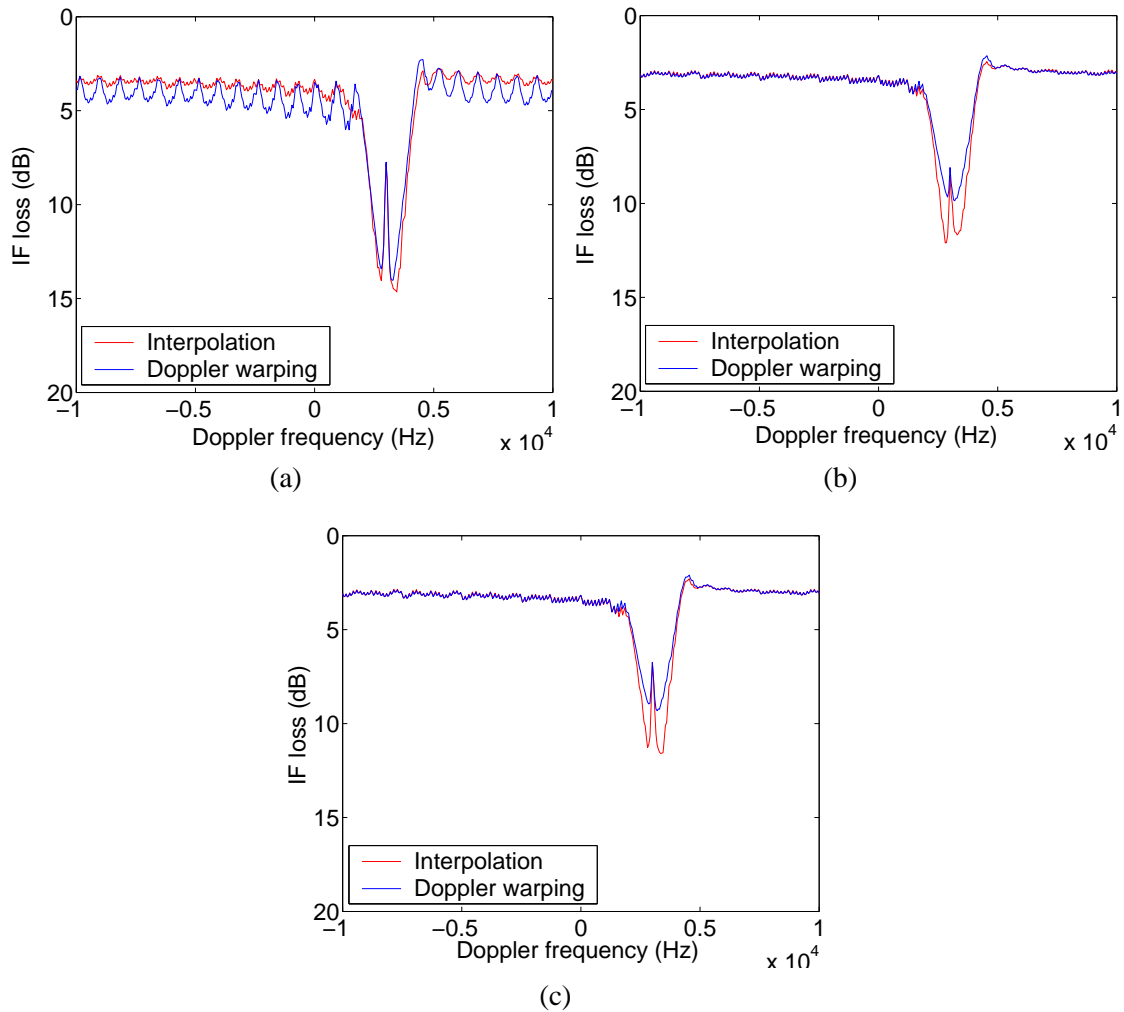 0
5
10
15
20
IF loss (dB)
Interpolation
Doppler warping
−1 −0.5 0 0.5 1
Doppler frequency (Hz)
x 10^4
(a)
0
5
10
15
20
IF loss (dB)
Interpolation
Doppler warping
−1 −0.5 0 0.5 1
Doppler frequency (Hz)
x 10^4
(b)
0
5
10
15
20
IF loss (dB)
Interpolation
Doppler warping
−1 −0.5 0 0.5 1
Doppler frequency (Hz)
x 10^4
(c)